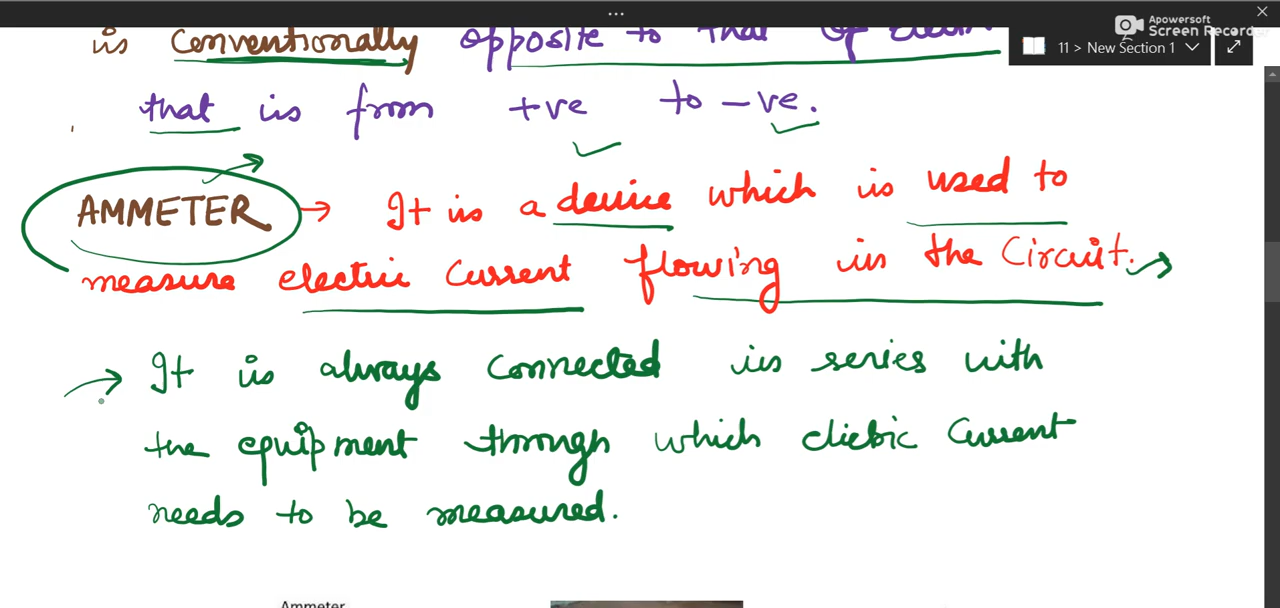 ...
Apowersoft
Screen Recorder
11 > New Section 1
is conventionally opposite to that of
that is from +ve to -ve.
AMMETER → It is a device which is used to
measure electric current flowing in the circuit.
→ It is always connected in series with
the equipment through which electric current
needs to be measured.
Ammeter